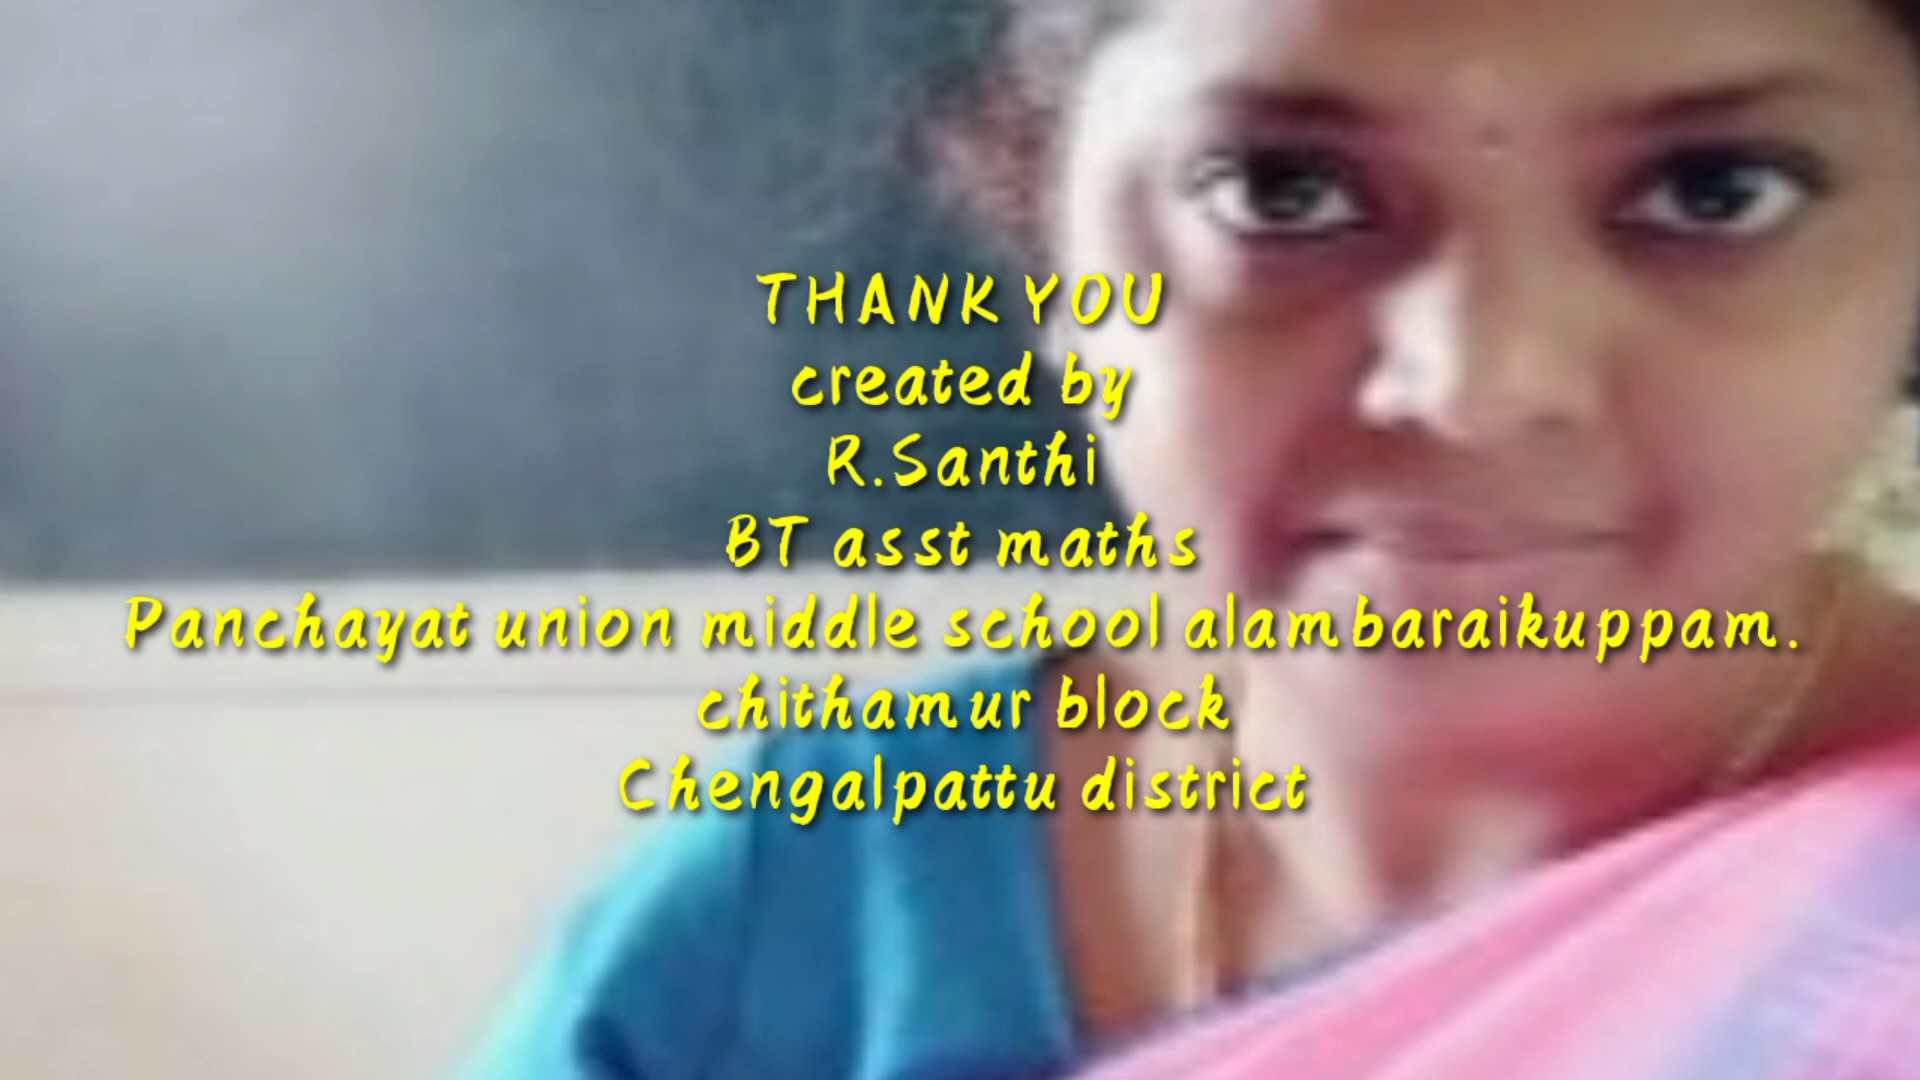 THANK YOU
created by
R.Santhi
BT asst maths
Panchayat union middle school alambaraikuppam.
chithamur block
Chengalpattu district